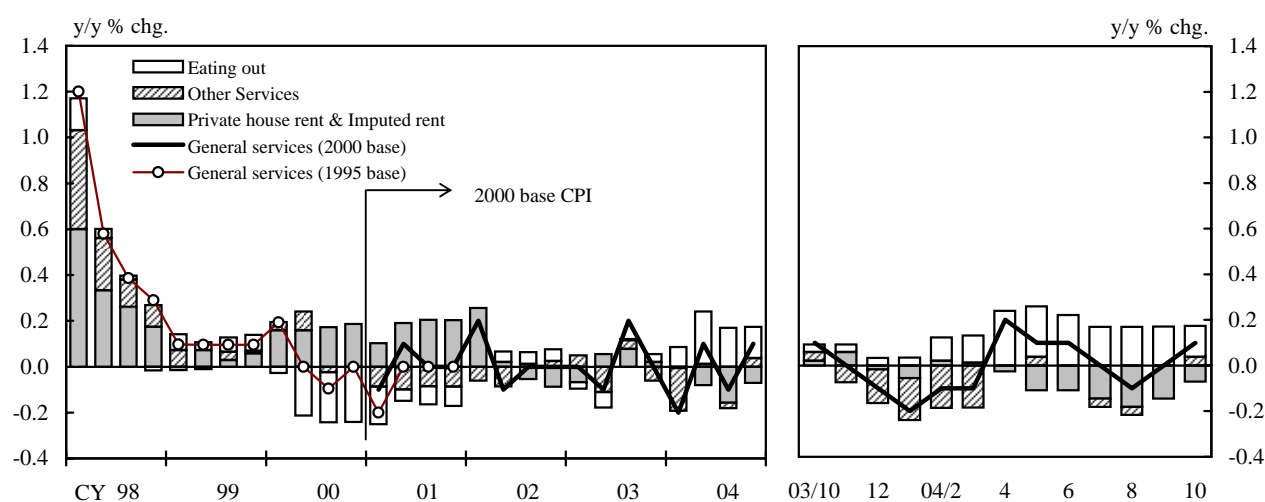 y/y % chg.
y/y % chg.
1.4
1.2
1.0
0.8
0.6
0.4
0.2
0.0
-0.2
-0.4
Eating out
Other Services
Private house rent & Imputed rent
General services (2000 base)
General services (1995 base)
2000 base CPI
CY 98 99 00 01 02 03 04
1.4
1.2
1.0
0.8
0.6
0.4
0.2
0.0
-0.2
-0.4
03/10 12 04/2 4 6 8 10